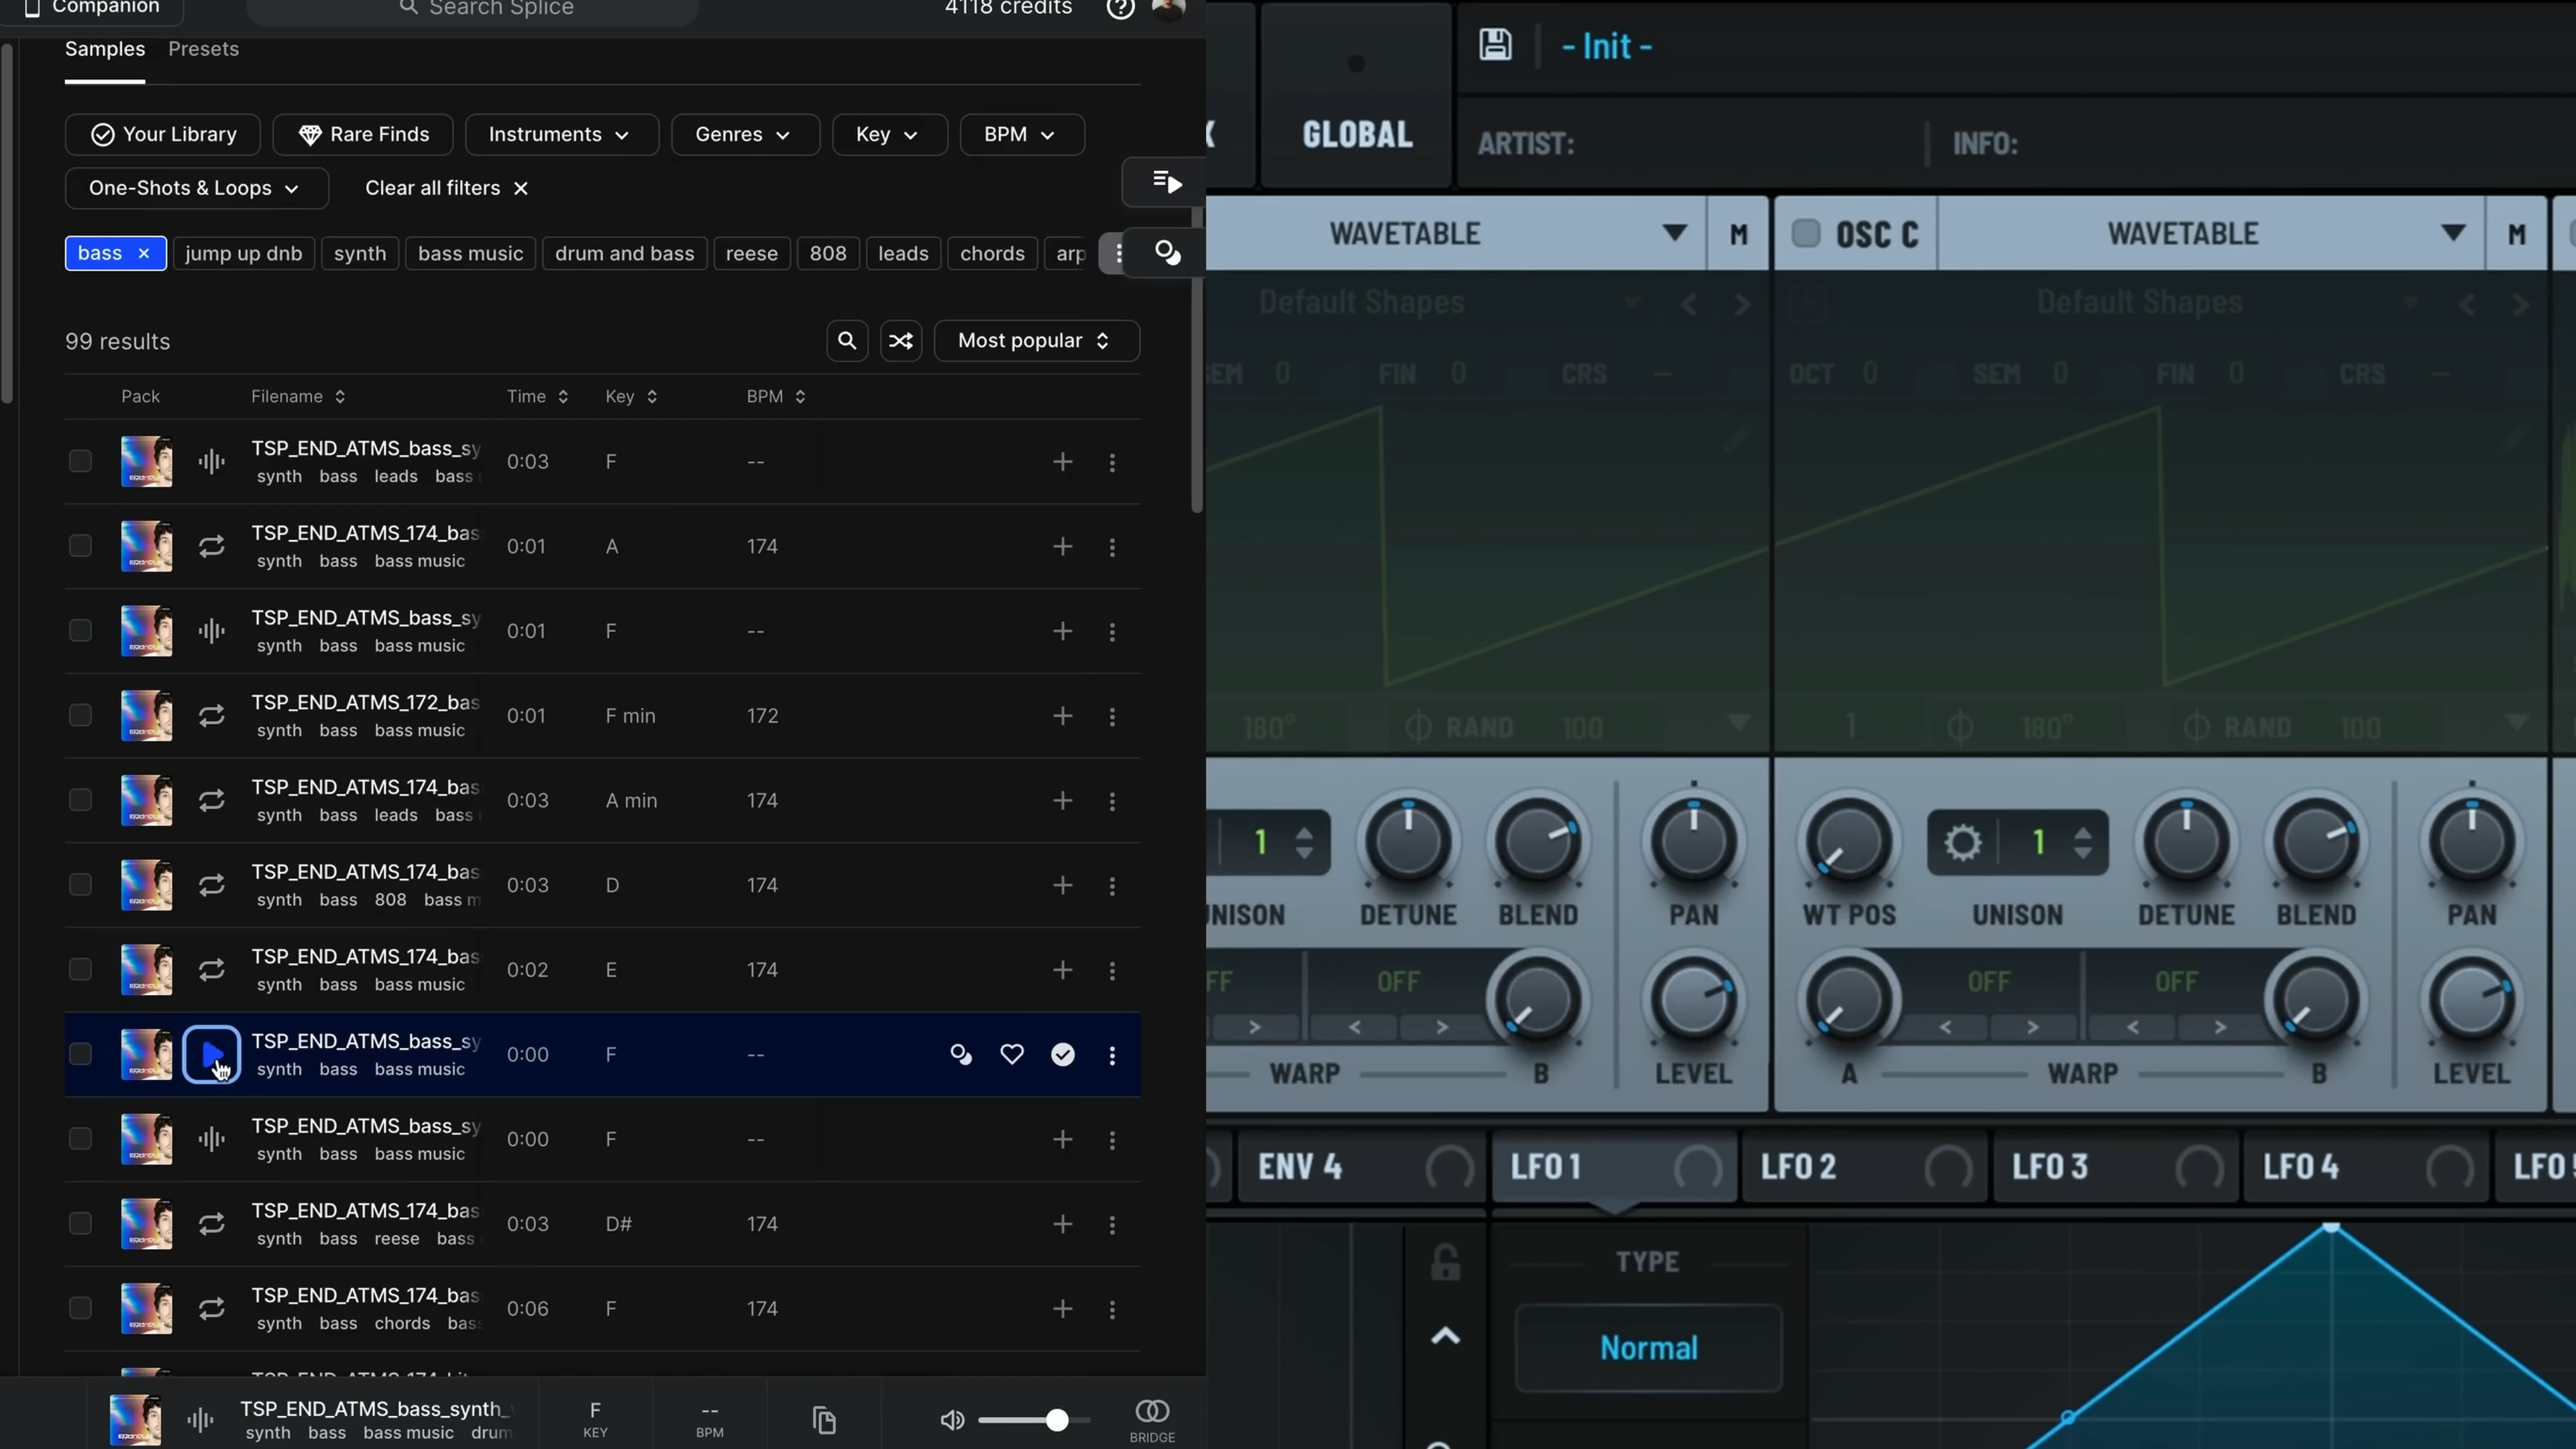 Companion
Search Splice
4118 credits
Samples
Presets
Your Library
Rare Finds
Instruments
Genres
Key
BPM
One-Shots & Loops
Clear all filters
bass
jump up dnb
synth
bass music
drum and bass
reese
808
leads
chords
arp
99 results
Most popular
Pack
Filename
Time
Key
BPM
TSP_END_ATMS_bass_sy
synth bass leads bass
0:03 F --
TSP_END_ATMS_174_bas
synth bass bass music
0:01 A 174
TSP_END_ATMS_bass_sy
synth bass bass music
0:01 F --
TSP_END_ATMS_172_bas
synth bass bass music
0:01 F min 172
TSP_END_ATMS_174_bas
synth bass leads bass
0:03 A min 174
TSP_END_ATMS_174_bas
synth bass 808 bass m
0:03 D 174
TSP_END_ATMS_174_bas
synth bass bass music
0:02 E 174
TSP_END_ATMS_bass_sy
synth bass bass music
0:00 F --
TSP_END_ATMS_bass_sy
synth bass bass music
0:00 F --
TSP_END_ATMS_174_bas
synth bass reese bass
0:03 D# 174
TSP_END_ATMS_174_bas
synth bass chords bas
0:06 F 174
TSP_END_ATMS_bass_synth_
synth bass bass music drum
F
KEY
--
BPM
BRIDGE
GLOBAL
- Init -
ARTIST:
INFO:
WAVETABLE
M
OSC C
WAVETABLE
M
Default Shapes
Default Shapes
SEM 0 FIN 0 CRS –
OCT 0 SEM 0 FIN 0 CRS –
180° RAND 100
1 180° RAND 100
1
NISON
DETUNE
BLEND
PAN
WT POS
1
UNISON
DETUNE
BLEND
PAN
FF
OFF
OFF
OFF
< >
WARP
B
LEVEL
A
WARP
B
LEVEL
ENV 4
LFO 1
LFO 2
LFO 3
LFO 4
LFO
TYPE
Normal